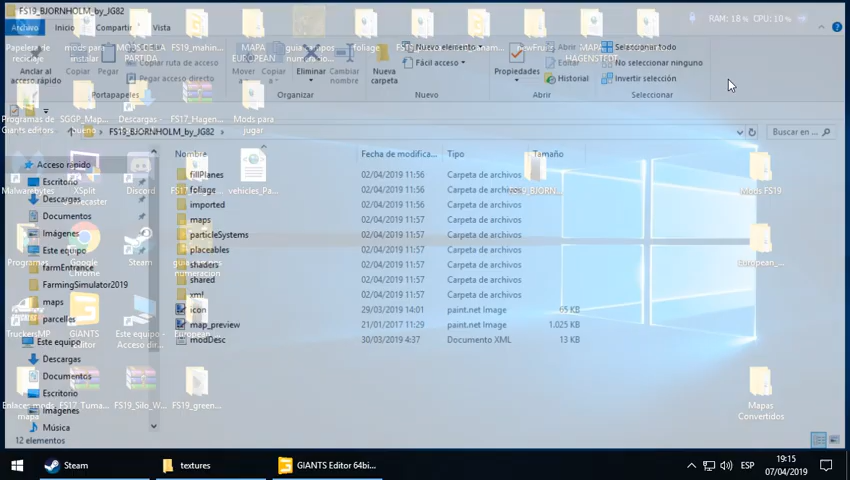 FS19_BJORNHOLM_by_JG82
RAM: 18% CPU: 10%
Archivo
Inicio
Compartir
Vista
Papelera de reciclaje
mods para instalar
MODS DE LA PARTIDA
FS19_mahin...
MAPA EUROPEAN
foliage
MAPA HAGENSTEDT
Anclar al acceso rápido
Copiar
Pegar
Copiar ruta de acceso
Pegar acceso directo
Mover
Copiar
Eliminar
Cambiar nombre
Nueva carpeta
Nuevo elemento
Fácil acceso
Propiedades
Abrir
Editar
Historial
Seleccionar todo
No seleccionar ninguno
Invertir selección
Portapapeles
Organizar
Nuevo
Abrir
Seleccionar
Programas de Giants editors
SGGP_Map... bueno
Descargas -
FS17_Hagen...
Mods para jugar
FS19_BJORNHOLM_by_JG82
Buscar en ...
Nombre
Fecha de modifica...
Tipo
Tamaño
fillPlanes 02/04/2019 11:56 Carpeta de archivos
foliage 02/04/2019 11:56 Carpeta de archivos
imported 02/04/2019 11:56 Carpeta de archivos
maps 02/04/2019 11:57 Carpeta de archivos
particleSystems 02/04/2019 11:57 Carpeta de archivos
placeables 02/04/2019 11:57 Carpeta de archivos
shaders 02/04/2019 11:57 Carpeta de archivos
shared 02/04/2019 11:57 Carpeta de archivos
xml 02/04/2019 11:57 Carpeta de archivos
icon 29/03/2019 14:01 paint.net Image 65 KB
map_preview 21/01/2017 11:29 paint.net Image 1.025 KB
modDesc 30/03/2019 4:37 Documento XML 13 KB
Acceso rápido
Escritorio
Descargas
Documentos
Imágenes
Este equipo
farmEntrance
FarmingSimulator2019
maps
parcelles
Este equipo
Descargas
Documentos
Escritorio
Imágenes
Música
Malwarebytes
XSplit
Discord
vehicles_Pa...
FS19_BJORN...
Mods FS19
Programas
Google Chrome
Steam
European_...
TruckersMP
GIANTS Editor
Este equipo - Acceso dir...
European
Enlaces mods mapa
FS17_Tuma...
FS19_Silo_W...
FS19_green...
Mapas Convertidos
12 elementos
Steam
textures
GIANTS Editor 64bi...
ESP
19:15
07/04/2019